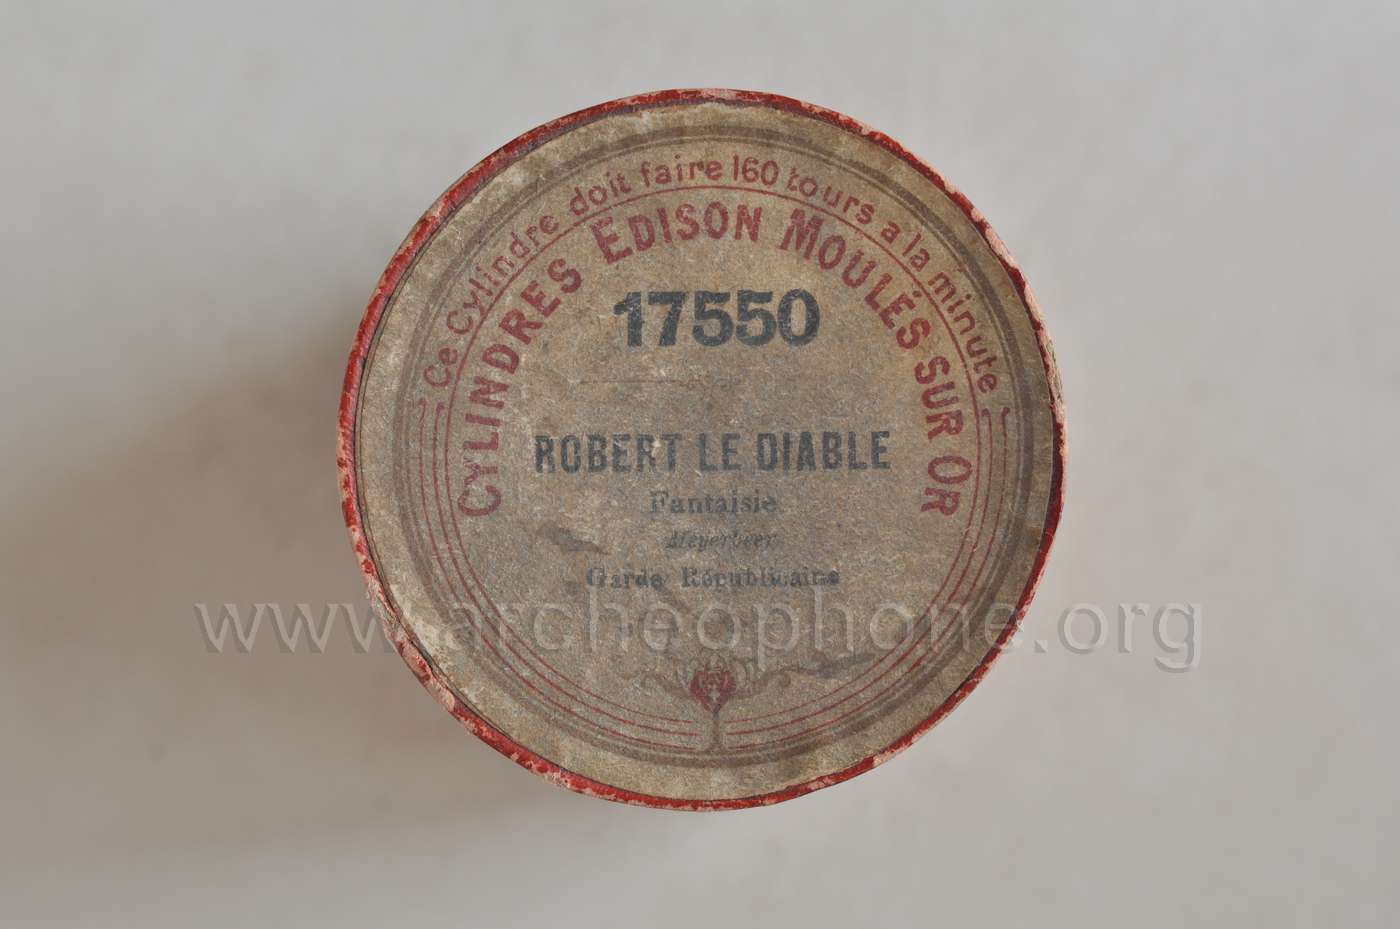 Ce Cylindre doit faire 160 tours a la minute
CYLINDRES EDISON MOULÉS SUR OR
17550
ROBERT LE DIABLE
Fantaisie
Meyerbeer
Garde Républicaine
www.archeophone.org